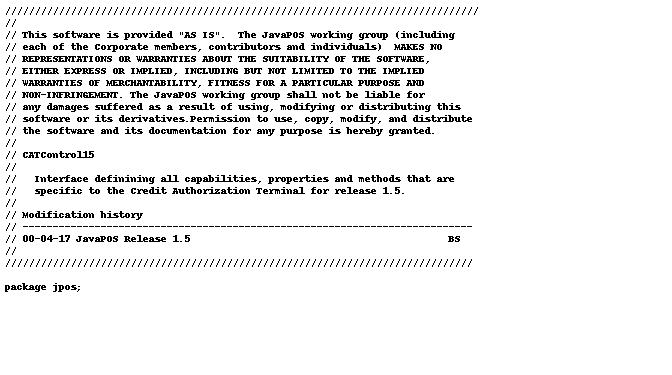 ///////////////////////////////////////////////////////////////////////////////
//
// This software is provided "AS IS".  The JavaPOS working group (including
// each of the Corporate members, contributors and individuals)  MAKES NO
// REPRESENTATIONS OR WARRANTIES ABOUT THE SUITABILITY OF THE SOFTWARE,
// EITHER EXPRESS OR IMPLIED, INCLUDING BUT NOT LIMITED TO THE IMPLIED
// WARRANTIES OF MERCHANTABILITY, FITNESS FOR A PARTICULAR PURPOSE AND
// NON-INFRINGEMENT. The JavaPOS working group shall not be liable for
// any damages suffered as a result of using, modifying or distributing this
// software or its derivatives.Permission to use, copy, modify, and distribute
// the software and its documentation for any purpose is hereby granted.
//
// CATControl15
//
//   Interface definining all capabilities, properties and methods that are
//   specific to the Credit Authorization Terminal for release 1.5.
//
// Modification history
// ---------------------------------------------------------------------------
// 00-04-17 JavaPOS Release 1.5                                           BS
//
//////////////////////////////////////////////////////////////////////////////
package jpos;